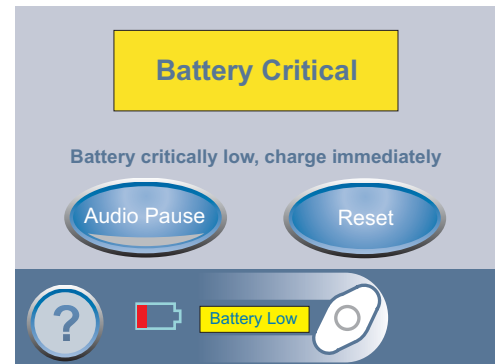 Battery Critical
Battery critically low, charge immediately
Audio Pause
Reset
?
Battery Low